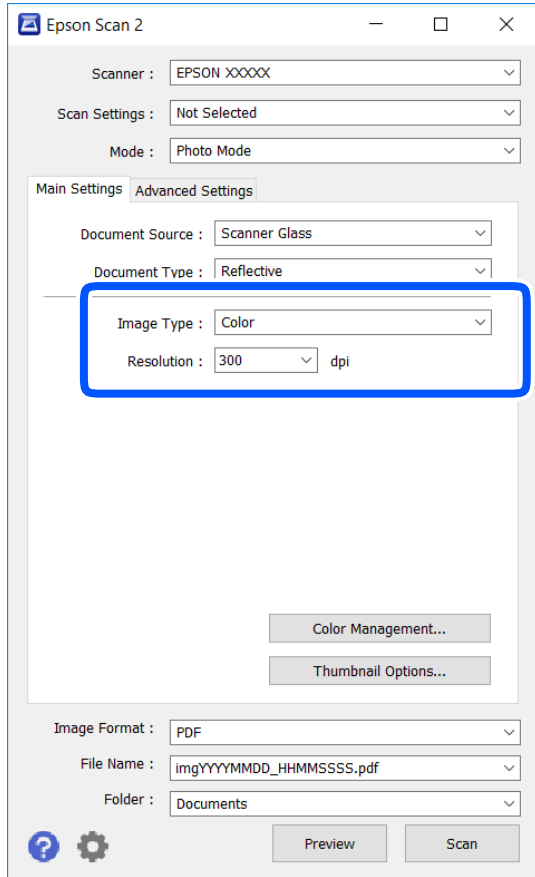 Epson Scan 2
Scanner : EPSON XXXXX
Scan Settings : Not Selected
Mode : Photo Mode
Main Settings Advanced Settings
Document Source : Scanner Glass
Document Type : Reflective
Image Type : Color
Resolution : 300 dpi
Color Management...
Thumbnail Options...
Image Format : PDF
File Name : imgYYYYMMDD_HHMMSSSS.pdf
Folder : Documents
? Preview Scan